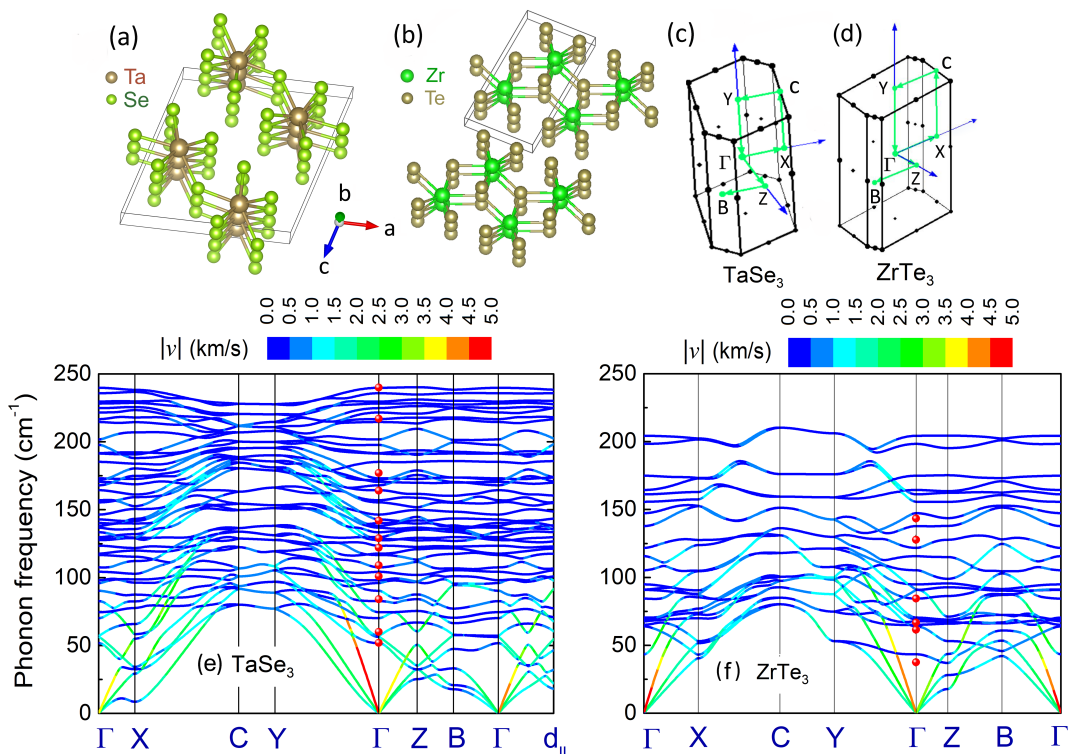 (a)
Ta
Se
(b)
Zr
Te
b
a
c
(c)
Y
C
Γ
X
B
Z
TaSe₃
(d)
Y
C
Γ
X
Z
B
ZrTe₃
0.0 0.5 1.0 1.5 2.0 2.5 3.0 3.5 4.0 4.5 5.0
|v| (km/s)
0.0 0.5 1.0 1.5 2.0 2.5 3.0 3.5 4.0 4.5 5.0
|v| (km/s)
Phonon frequency (cm⁻¹)
250
200
150
100
50
0
(e) TaSe₃
Γ X C Y Γ Z B Γ d||
250
200
150
100
50
0
(f) ZrTe₃
Γ X C Y Γ Z B Γ